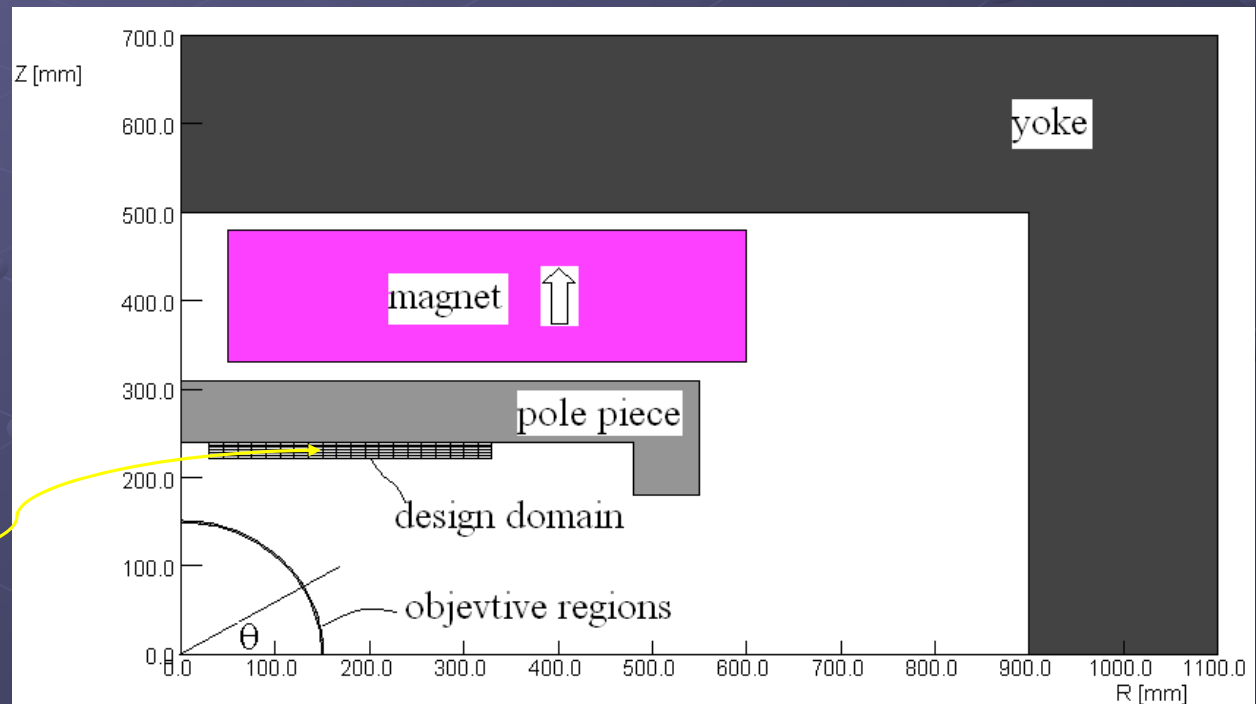 700.0
Z [mm]
600.0
yoke
500.0
magnet
400.0
300.0
pole piece
200.0
design domain
100.0
objevtive regions
θ
0.0
0.0 100.0 200.0 300.0 400.0 500.0 600.0 700.0 800.0 900.0 1000.0 1100.0
R [mm]